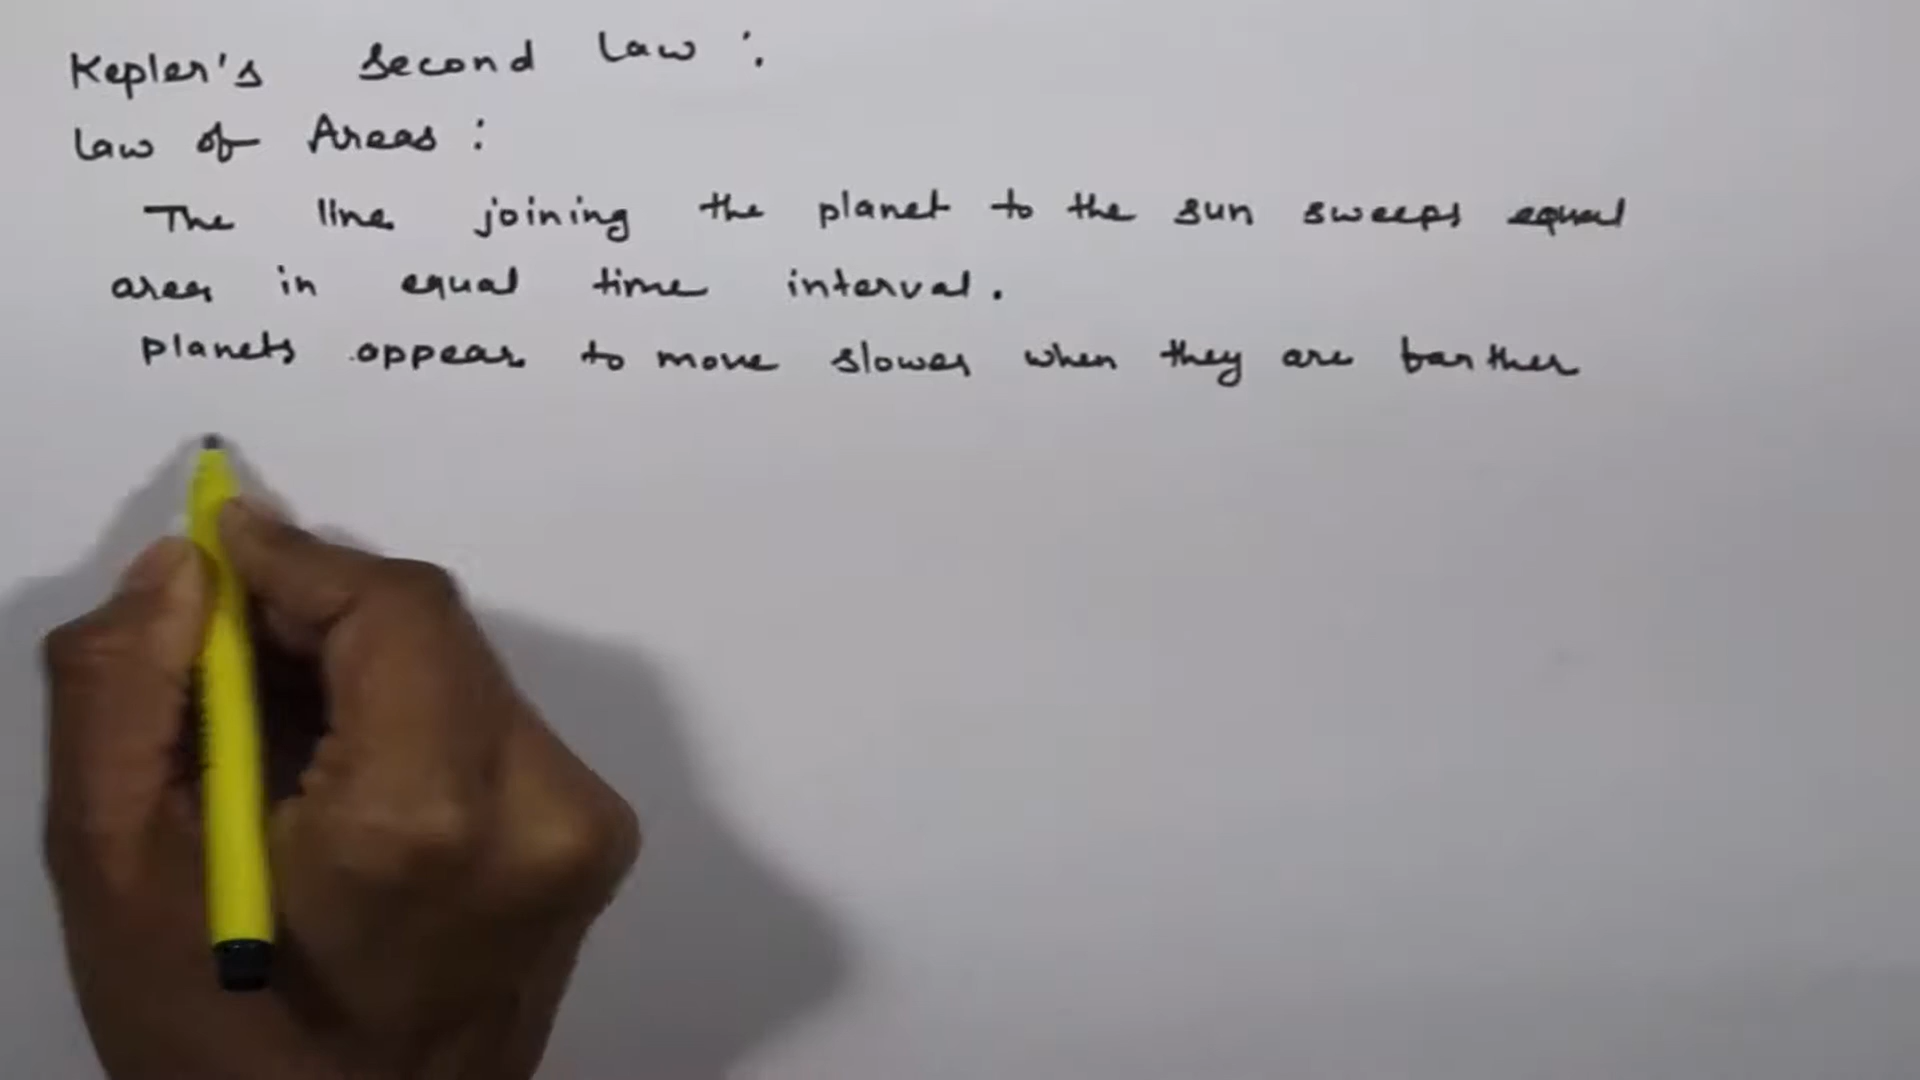 Kepler's second Law :
Law of Areas :
The line joining the planet to the sun sweeps equal
area in equal time interval.
planets appear to move slower when they are farther